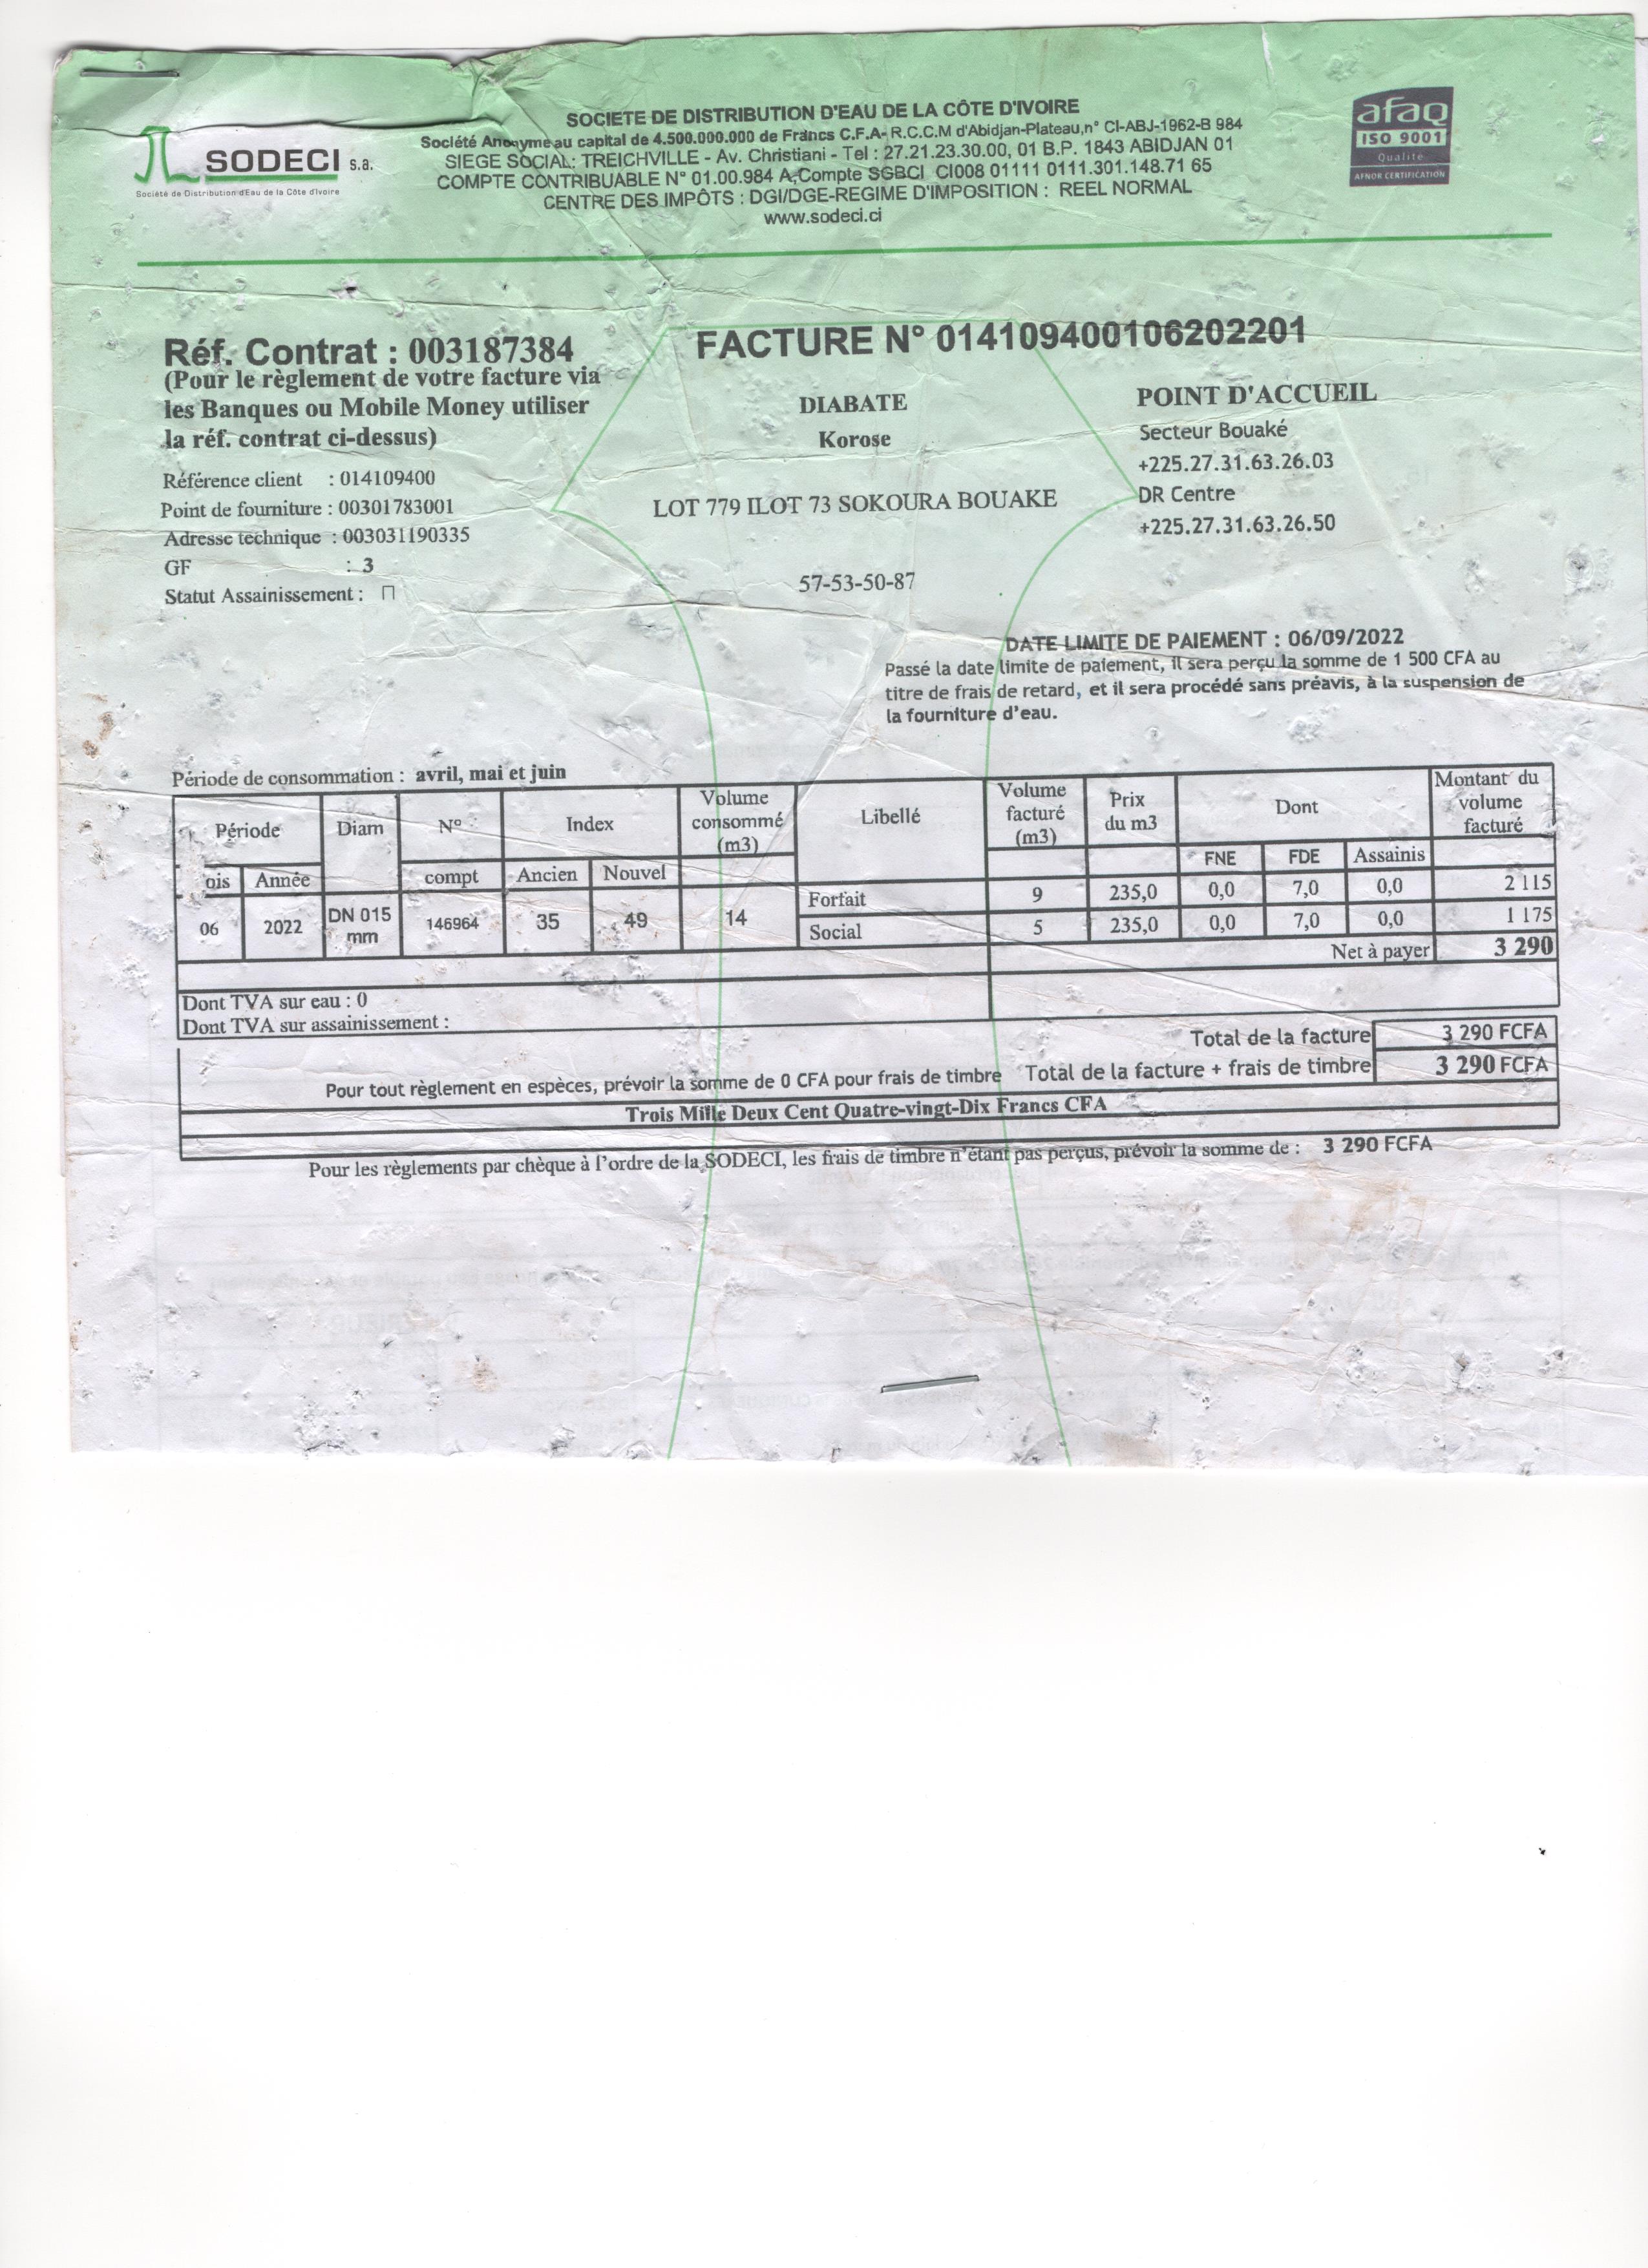 SODECI s.a.
Société de Distribution d'Eau de la Côte d'Ivoire
SOCIETE DE DISTRIBUTION D'EAU DE LA CÔTE D'IVOIRE
Société Anonyme au capital de 4.500.000.000 de Francs C.F.A- R.C.C.M d'Abidjan-Plateau,n° CI-ABJ-1962-B 984
SIEGE SOCIAL: TREICHVILLE - Av. Christiani - Tel : 27.21.23.30.00, 01 B.P. 1843 ABIDJAN 01
COMPTE CONTRIBUABLE N° 01.00.984 A,Compte SGBCI CI008 01111 0111.301.148.71 65
CENTRE DES IMPÔTS : DGI/DGE-REGIME D'IMPOSITION : REEL NORMAL
www.sodeci.ci
afaq
ISO 9001
Qualité
AFNOR CERTIFICATION
Réf. Contrat : 003187384
(Pour le règlement de votre facture via
les Banques ou Mobile Money utiliser
la réf. contrat ci-dessus)
Référence client : 014109400
Point de fourniture : 00301783001
Adresse technique : 003031190335
GF : 3
Statut Assainissement :
FACTURE N° 014109400106202201
DIABATE
Korose
LOT 779 ILOT 73 SOKOURA BOUAKE
57-53-50-87
POINT D'ACCUEIL
Secteur Bouaké
+225.27.31.63.26.03
DR Centre
+225.27.31.63.26.50
DATE LIMITE DE PAIEMENT : 06/09/2022
Passé la date limite de paiement, il sera perçu la somme de 1 500 CFA au
titre de frais de retard, et il sera procédé sans préavis, à la suspension de
la fourniture d'eau.
Période de consommation : avril, mai et juin
Période Diam N° Index Volume consommé (m3) Libellé Volume facturé (m3) Prix du m3 Dont Montant du volume facturé
ois Année compt Ancien Nouvel FNE FDE Assainis
06 2022 DN 015 mm 146964 35 49 14
Forfait 9 235,0 0,0 7,0 0,0 2 115
Social 5 235,0 0,0 7,0 0,0 1 175
Net à payer 3 290
Dont TVA sur eau : 0
Dont TVA sur assainissement :
Total de la facture 3 290 FCFA
Pour tout règlement en espèces, prévoir la somme de 0 CFA pour frais de timbre Total de la facture + frais de timbre 3 290 FCFA
Trois Mille Deux Cent Quatre-vingt-Dix Francs CFA
Pour les règlements par chèque à l'ordre de la SODECI, les frais de timbre n'étant pas perçus, prévoir la somme de : 3 290 FCFA